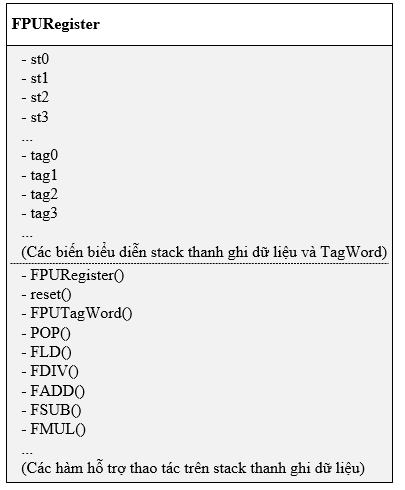 FPURegister
- st0
- st1
- st2
- st3
...
- tag0
- tag1
- tag2
- tag3
...
(Các biến biểu diễn stack thanh ghi dữ liệu và TagWord)
- FPURegister()
- reset()
- FPUTagWord()
- POP()
- FLD()
- FDIV()
- FADD()
- FSUB()
- FMUL()
...
(Các hàm hỗ trợ thao tác trên stack thanh ghi dữ liệu)